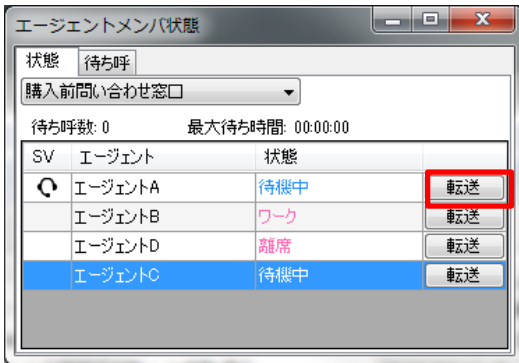 エージェントメンバ状態
状態 待ち呼
購入前問い合わせ窓口
待ち呼数: 0 最大待ち時間: 00:00:00
SV エージェント 状態
エージェントA 待機中 転送
エージェントB ワーク 転送
エージェントD 離席 転送
エージェントC 待機中 転送